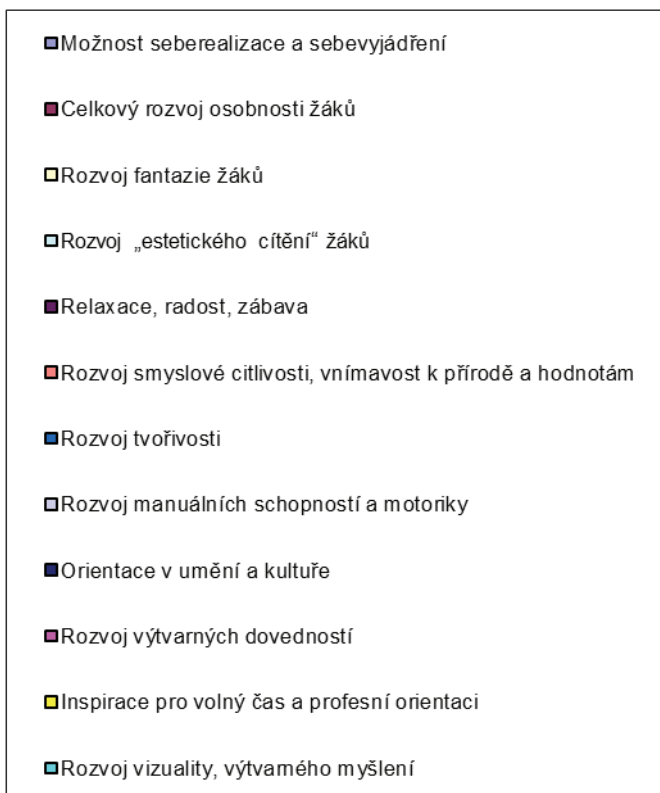 Možnost seberealizace a sebevyjádření
Celkový rozvoj osobnosti žáků
Rozvoj fantazie žáků
Rozvoj „estetického cítění“ žáků
Relaxace, radost, zábava
Rozvoj smyslové citlivosti, vnímavost k přírodě a hodnotám
Rozvoj tvořivosti
Rozvoj manuálních schopností a motoriky
Orientace v umění a kultuře
Rozvoj výtvarných dovedností
Inspirace pro volný čas a profesní orientaci
Rozvoj vizuality, výtvarného myšlení